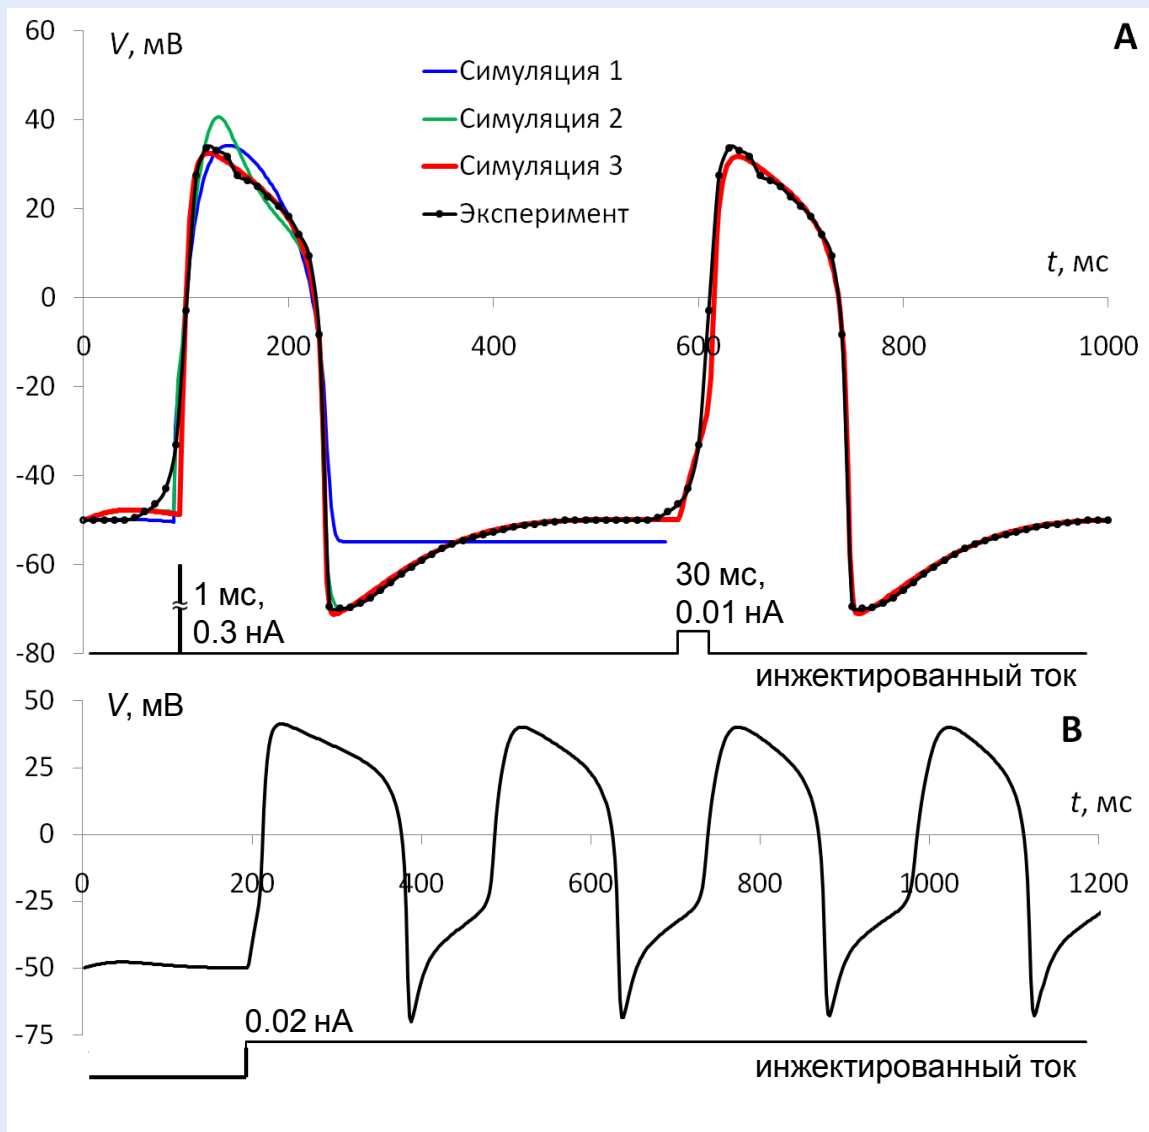 60
V, мВ
A
Симуляция 1
40
Симуляция 2
Симуляция 3
20
Эксперимент
t, мс
0
0 200 400 600 800 1000
-20
-40
-60
1 мс,
0.3 нА
30 мс,
0.01 нА
-80
инжектированный ток
50
V, мВ
B
25
t, мс
0
0 200 400 600 800 1000 1200
-25
-50
0.02 нА
-75
инжектированный ток